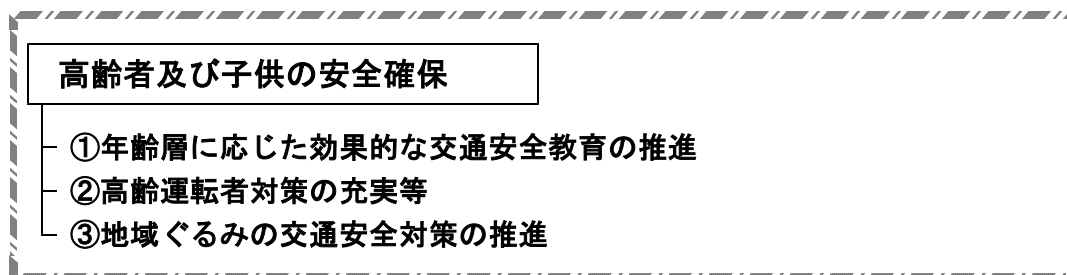 高齢者及び子供の安全確保
①年齢層に応じた効果的な交通安全教育の推進
②高齢運転者対策の充実等
③地域ぐるみの交通安全対策の推進